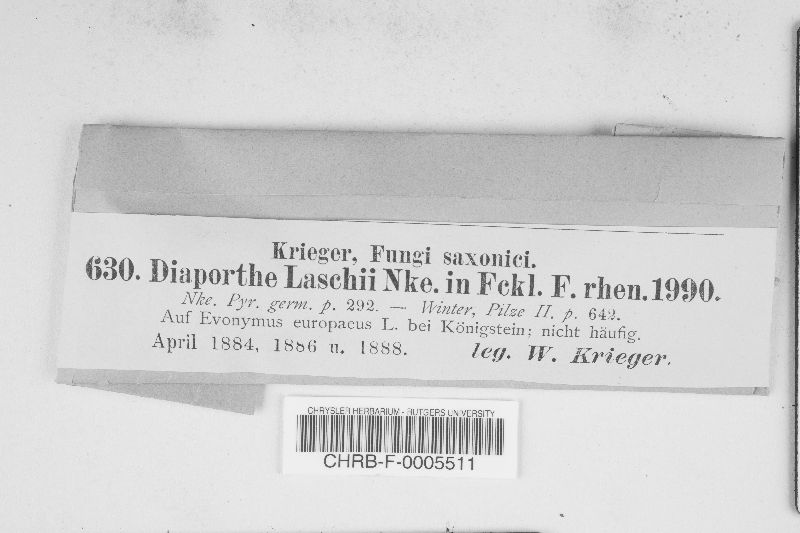 Krieger, Fungi saxonici.
630. Diaporthe Laschii Nke. in Fckl. F. rhen. 1990.
Nke. Pyr. germ. p. 292. — Winter, Pilze II. p. 642.
Auf Evonymus europaeus L. bei Königstein; nicht häufig.
April 1884, 1886 u. 1888. leg. W. Krieger.
CHRYSLER HERBARIUM - RUTGERS UNIVERSITY
CHRB-F-0005511